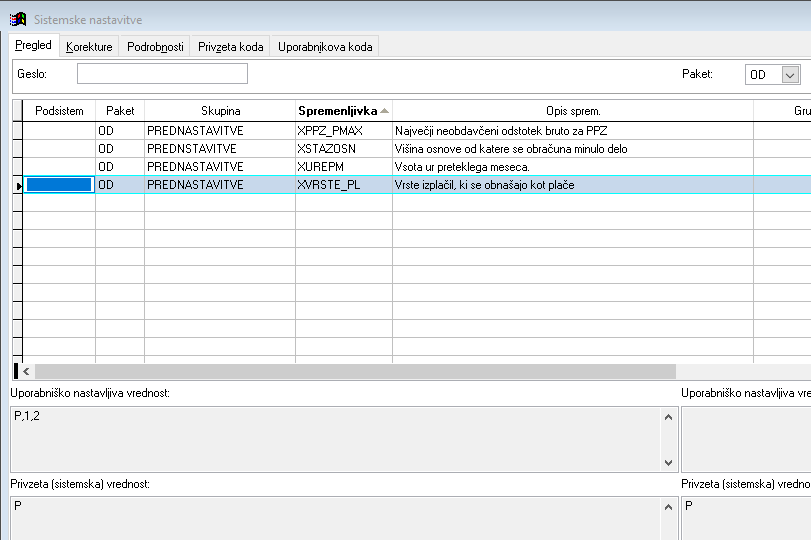 Sistemske nastavitve
Pregled Korekture Podrobnosti Privzeta koda Uporabnikova koda
Geslo: Paket: OD
Podsistem Paket Skupina Spremenljivka Opis sprem. Gru
OD PREDNASTAVITVE XPPZ_PMAX Največji neobdavčeni odstotek bruto za PPZ
OD PREDNSTAVITVE XSTAZOSN Višina osnove od katere se obračuna minulo delo
OD PREDNASTAVITVE XUREPM Vsota ur preteklega meseca.
OD PREDNASTAVITVE XVRSTE_PL Vrste izplačil, ki se obnašajo kot plače
Uporabniško nastavljiva vrednost: Uporabniško nastavljiva vre
P,1,2
Privzeta (sistemska) vrednost: Privzeta (sistemska) vredno
P P